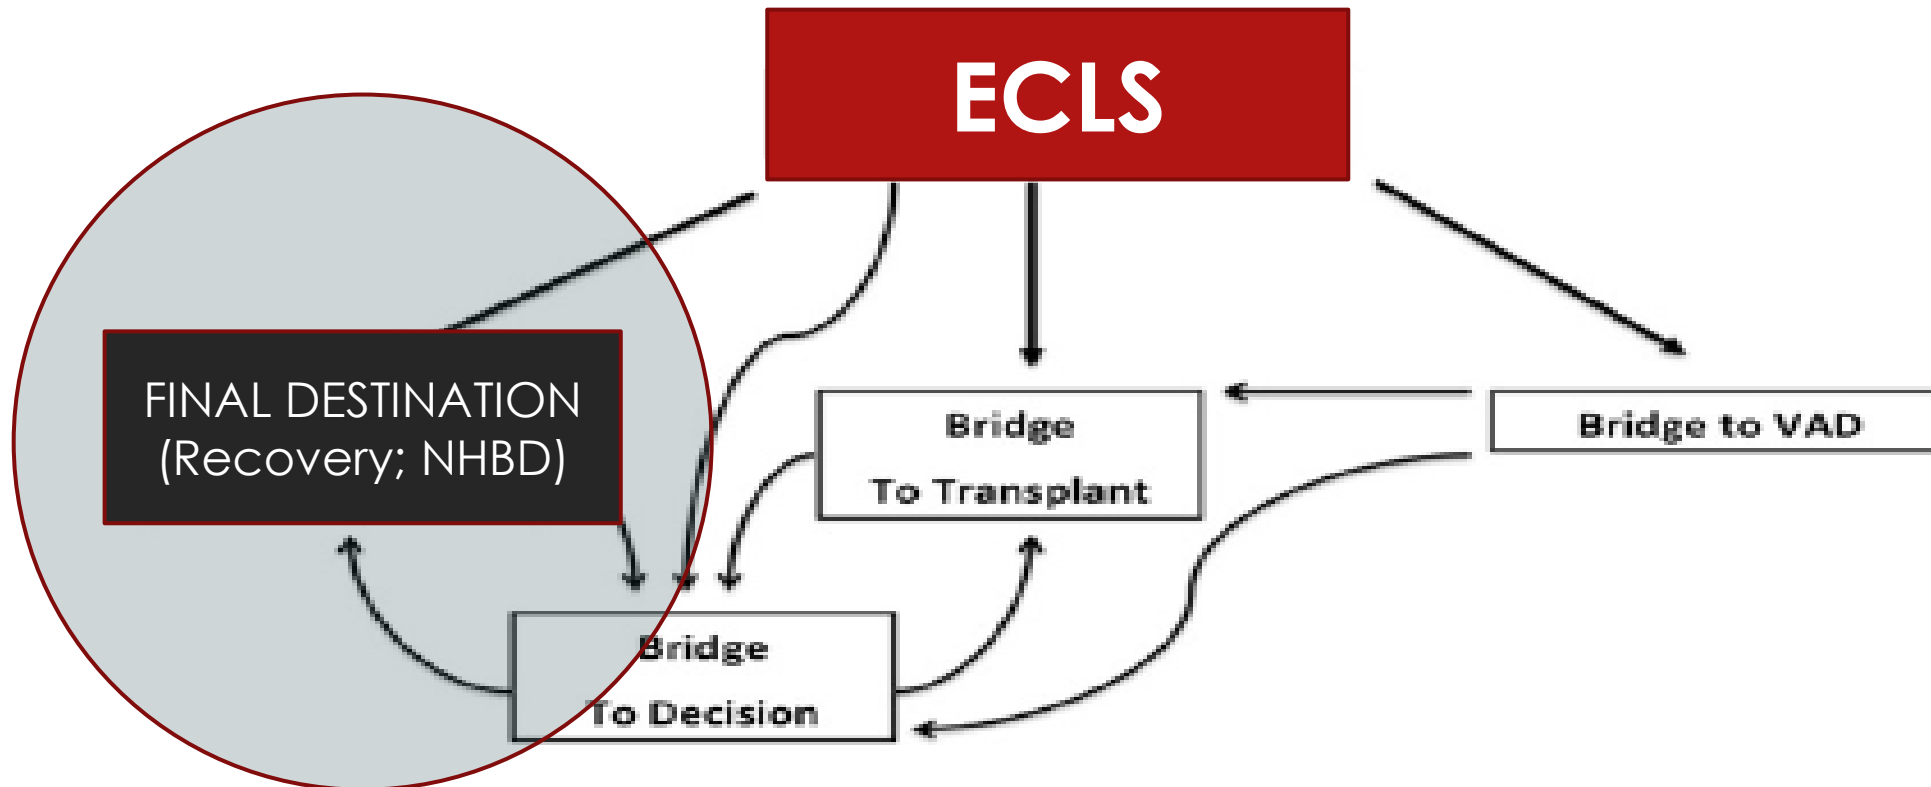 ECLS
FINAL DESTINATION
(Recovery; NHBD)
Bridge
To Transplant
Bridge to VAD
Bridge
To Decision